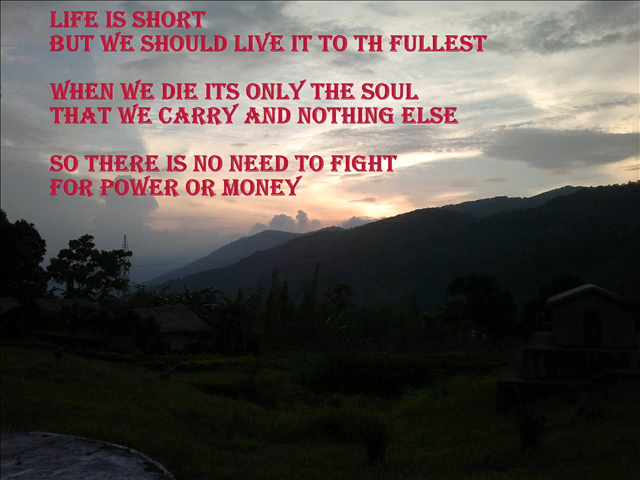 LIFE IS SHORT
BUT WE SHOULD LIVE IT TO TH FULLEST
WHEN WE DIE ITS ONLY THE SOUL
THAT WE CARRY AND NOTHING ELSE
SO THERE IS NO NEED TO FIGHT
FOR POWER OR MONEY